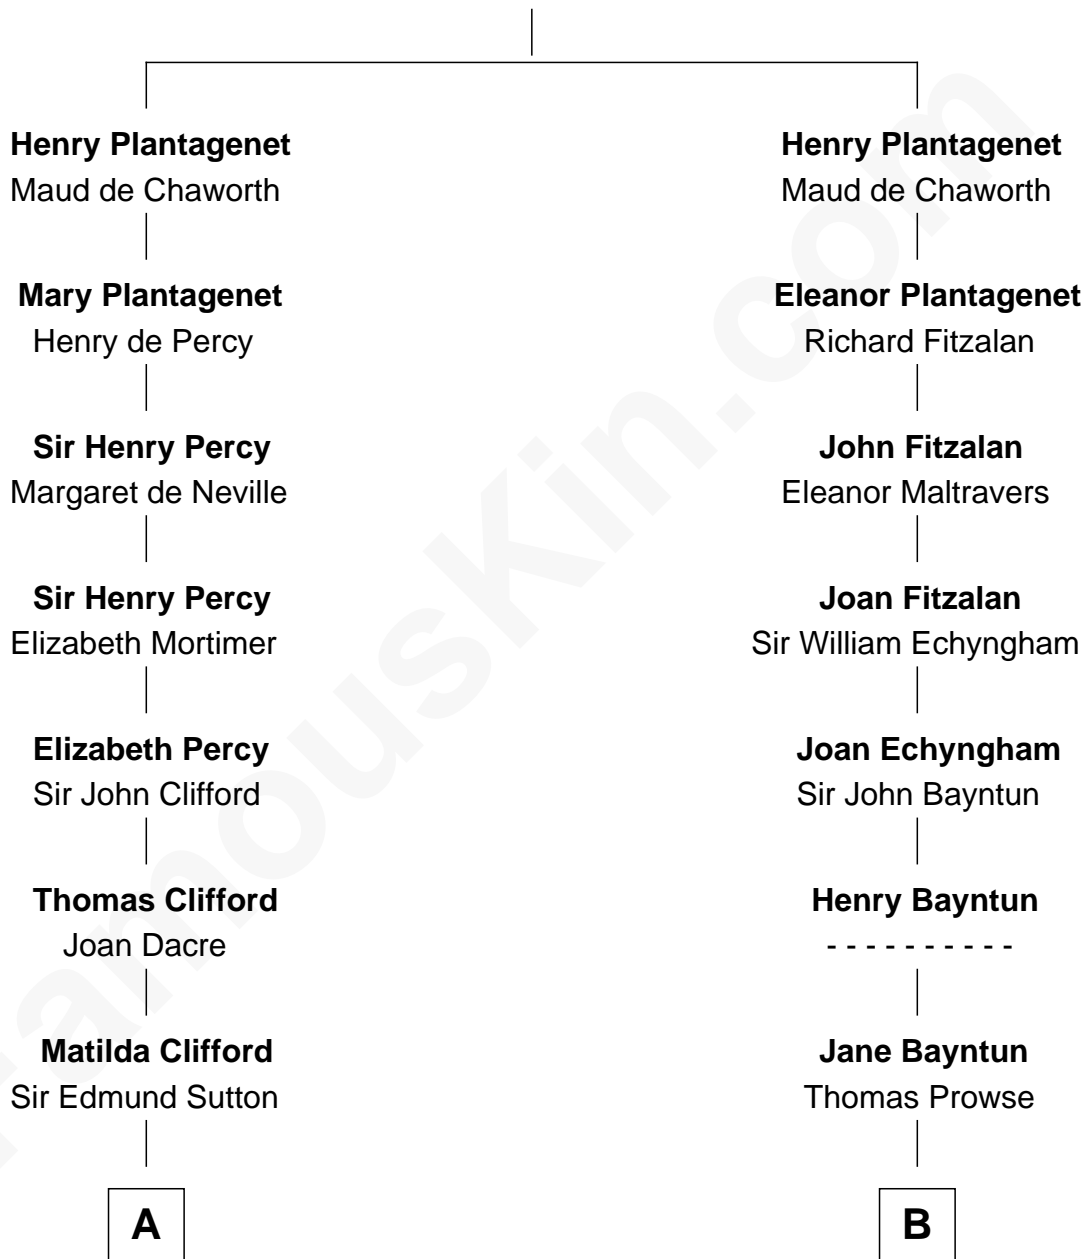 Henry Plantagenet
Maud de Chaworth
Mary Plantagenet
Henry de Percy
Sir Henry Percy
Margaret de Neville
Sir Henry Percy
Elizabeth Mortimer
Elizabeth Percy
Sir John Clifford
Thomas Clifford
Joan Dacre
Matilda Clifford
Sir Edmund Sutton
A
Henry Plantagenet
Maud de Chaworth
Eleanor Plantagenet
Richard Fitzalan
John Fitzalan
Eleanor Maltravers
Joan Fitzalan
Sir William Echyngham
Joan Echyngham
Sir John Bayntun
Henry Bayntun
- - - - - - - - - -
Jane Bayntun
Thomas Prowse
B
FamousKin.com